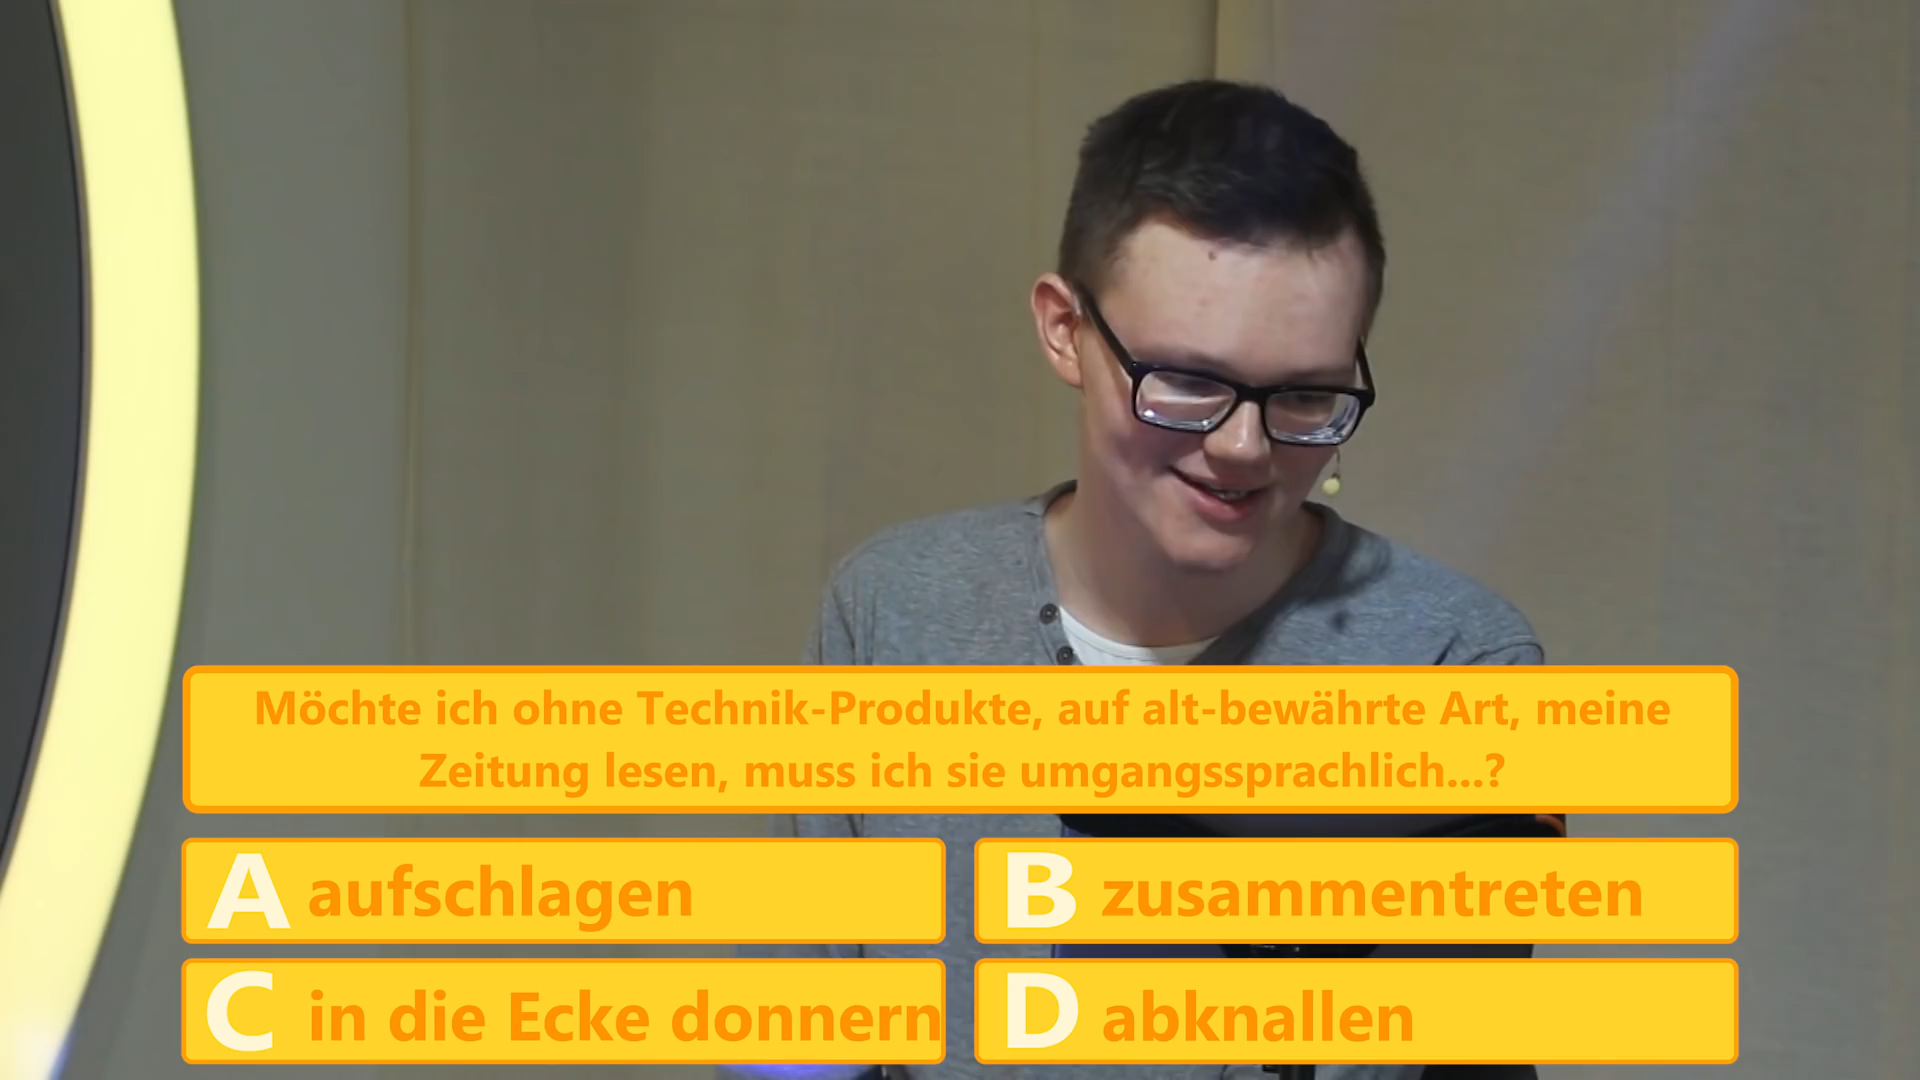 Möchte ich ohne Technik-Produkte, auf alt-bewährte Art, meine
Zeitung lesen, muss ich sie umgangssprachlich...?
A aufschlagen
B zusammentreten
C in die Ecke donnern
D abknallen